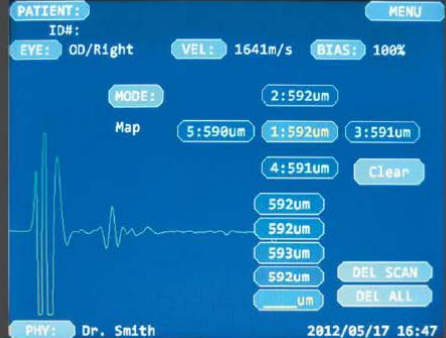 PATIENT: MENU
ID#:
EYE: OD/Right VEL: 1641m/s BIAS: 100%
MODE: 2:592um
Map 5:590um 1:592um 3:591um
4:591um Clear
592um
592um
593um
592um DEL SCAN
____um DEL ALL
PHY: Dr. Smith 2012/05/17 16:47